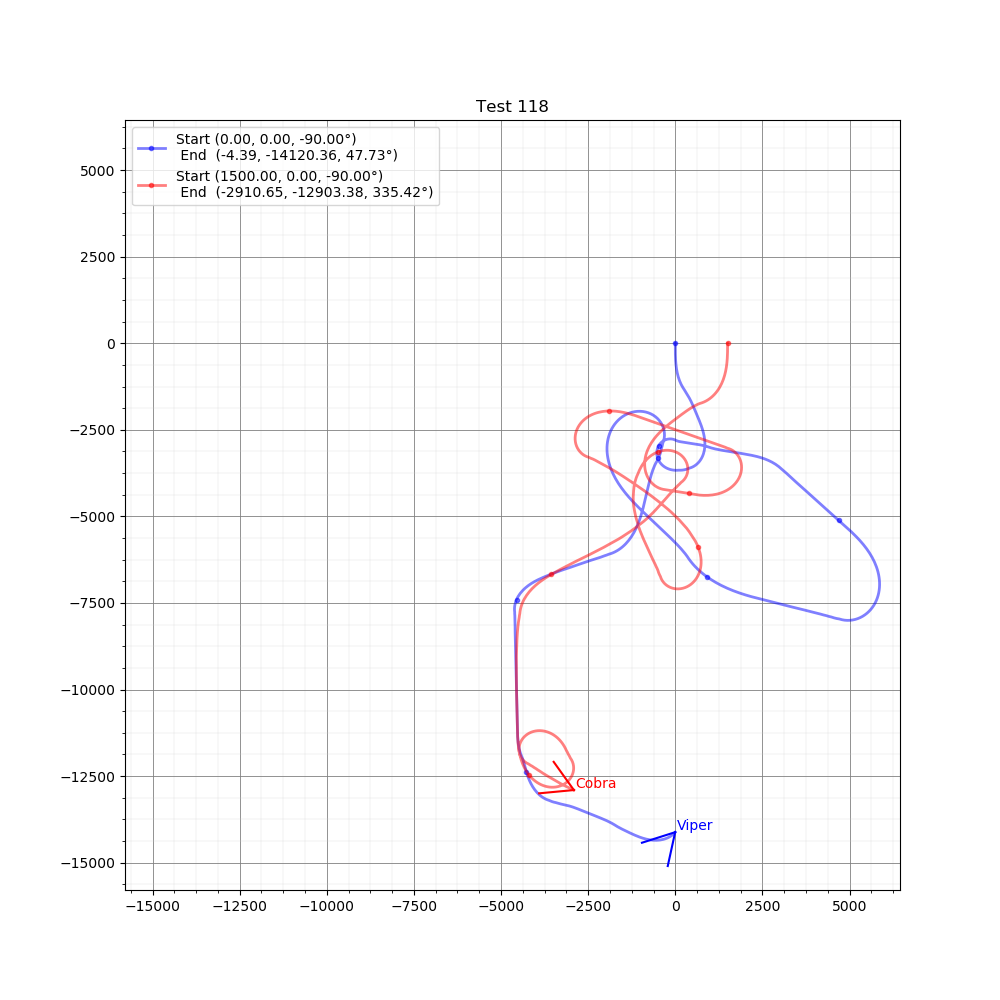 Test 118
Start (0.00, 0.00, -90.00°)
End (-4.39, -14120.36, 47.73°)
Start (1500.00, 0.00, -90.00°)
End (-2910.65, -12903.38, 335.42°)
5000
2500
0
−2500
−5000
−7500
−10000
−12500
−15000
Cobra
Viper
−15000 −12500 −10000 −7500 −5000 −2500 0 2500 5000